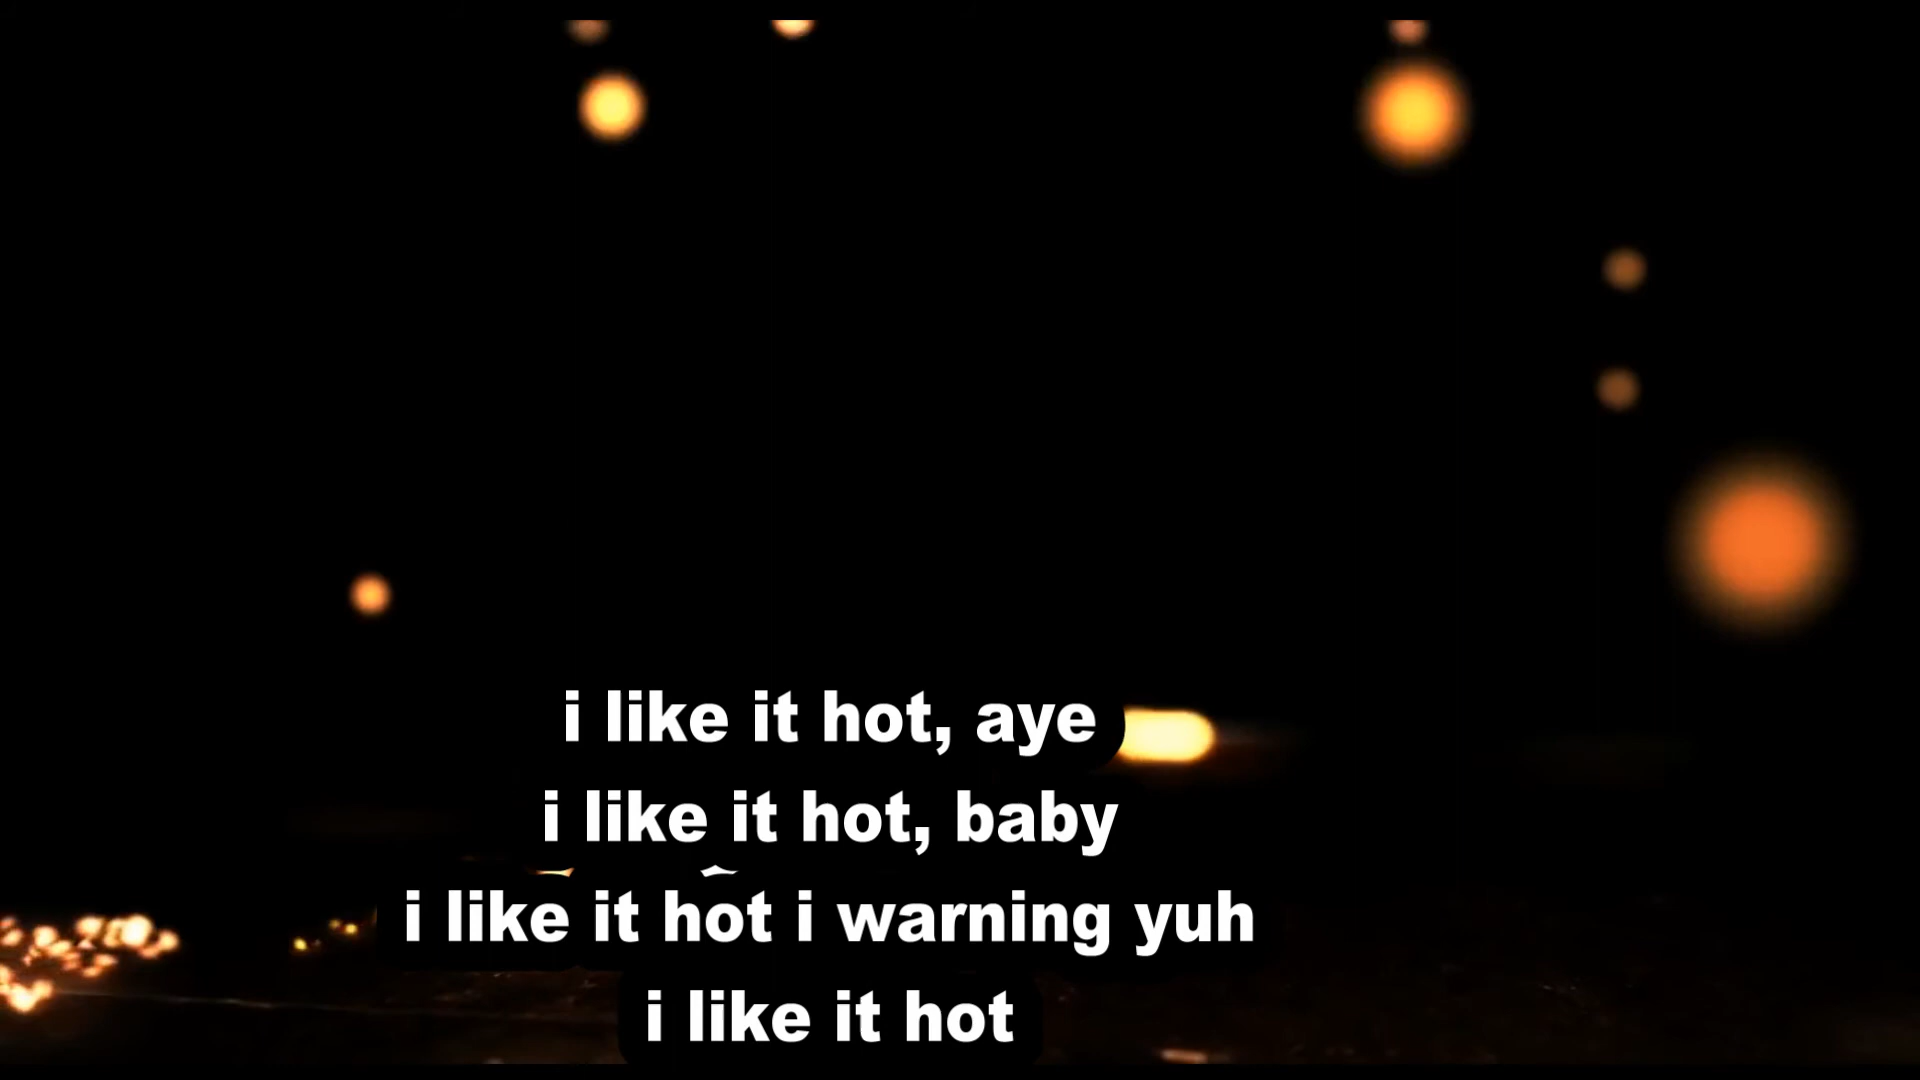 i like it hot, aye
i like it hot, baby
i like it hot i warning yuh
i like it hot